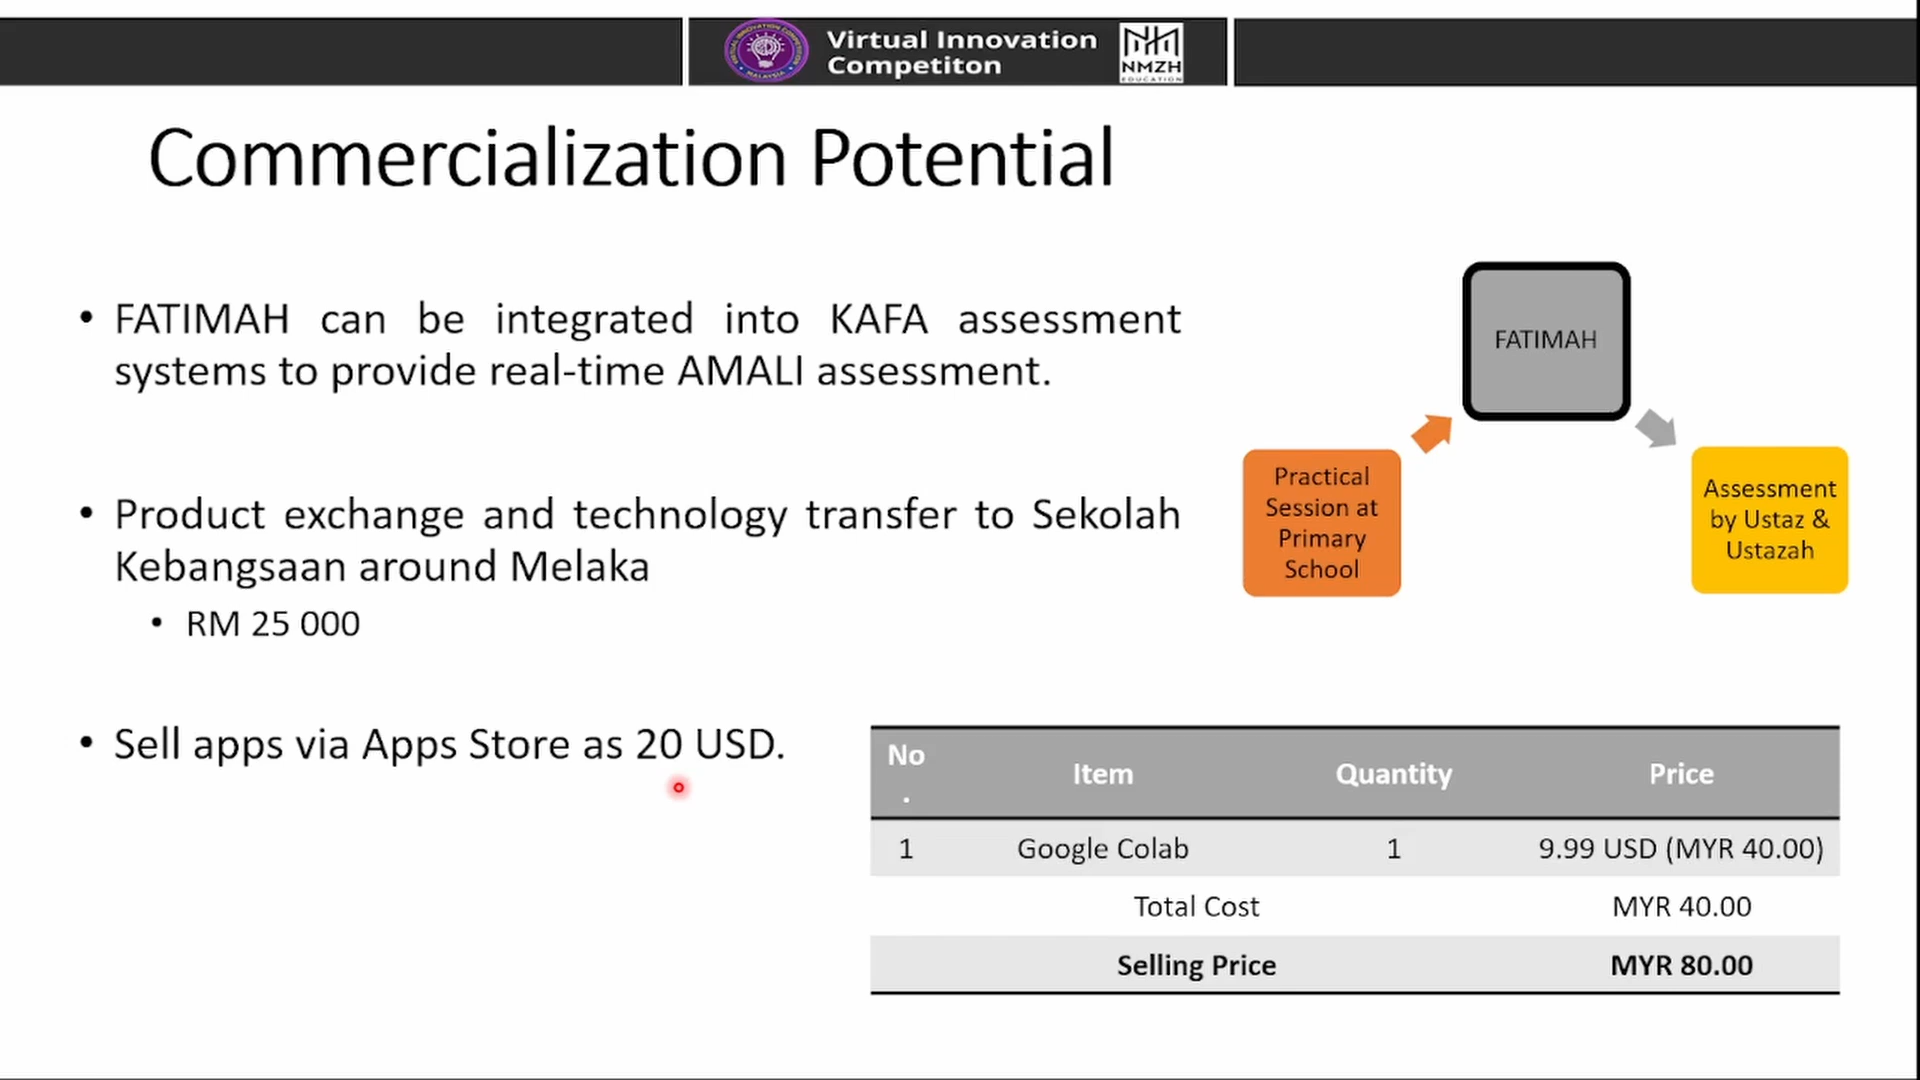 Virtual Innovation
Competiton
NMZH
EDUCATION
Commercialization Potential
• FATIMAH can be integrated into KAFA assessment
systems to provide real-time AMALI assessment.
• Product exchange and technology transfer to Sekolah
Kebangsaan around Melaka
• RM 25 000
• Sell apps via Apps Store as 20 USD.
FATIMAH
Practical
Session at
Primary
School
Assessment
by Ustaz &
Ustazah
No
.
Item Quantity Price
1 Google Colab 1 9.99 USD (MYR 40.00)
Total Cost MYR 40.00
Selling Price MYR 80.00